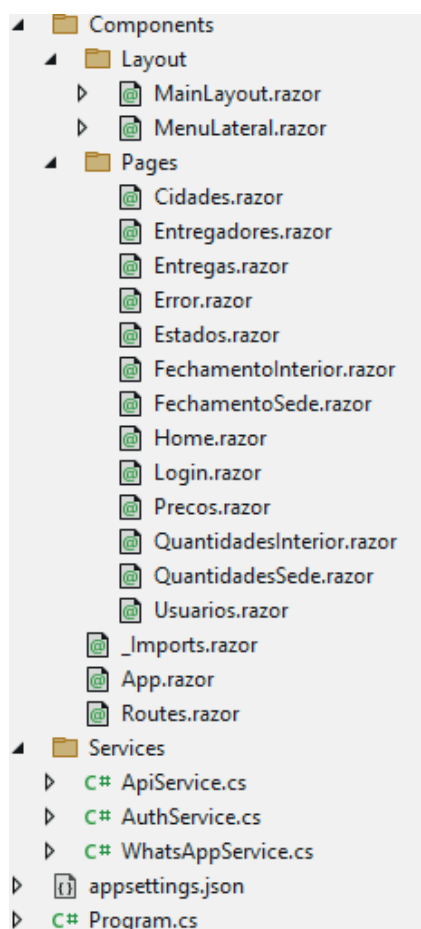 Components
Layout
MainLayout.razor
MenuLateral.razor
Pages
Cidades.razor
Entregadores.razor
Entregas.razor
Error.razor
Estados.razor
FechamentoInterior.razor
FechamentoSede.razor
Home.razor
Login.razor
Precos.razor
QuantidadesInterior.razor
QuantidadesSede.razor
Usuarios.razor
_Imports.razor
App.razor
Routes.razor
Services
C# ApiService.cs
C# AuthService.cs
C# WhatsAppService.cs
appsettings.json
C# Program.cs